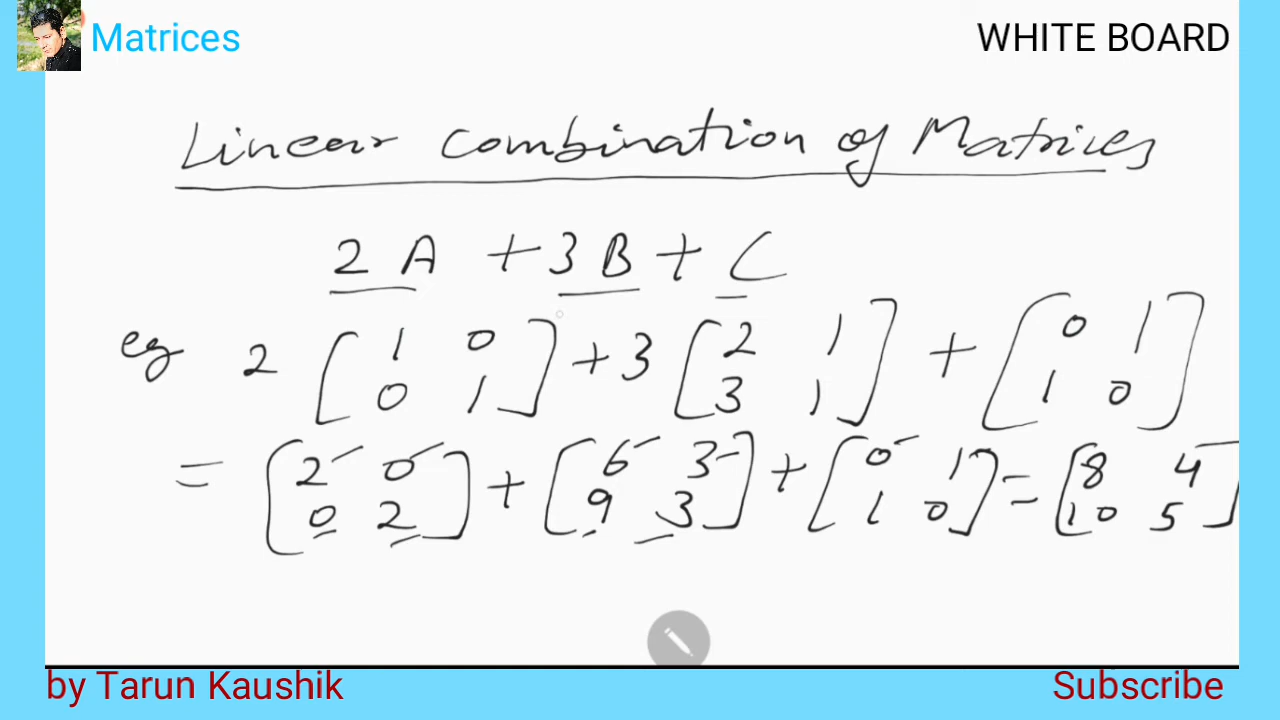 Matrices
WHITE BOARD
Linear Combination of Matrices
2 A + 3 B + C
eg 2 [1 0 0 1] + 3 [2 1 3 1] + [0 1 1 0]
= [2 0 0 2] + [6 3 9 3] + [0 1 1 0] = [8 4 10 5]
by Tarun Kaushik
Subscribe